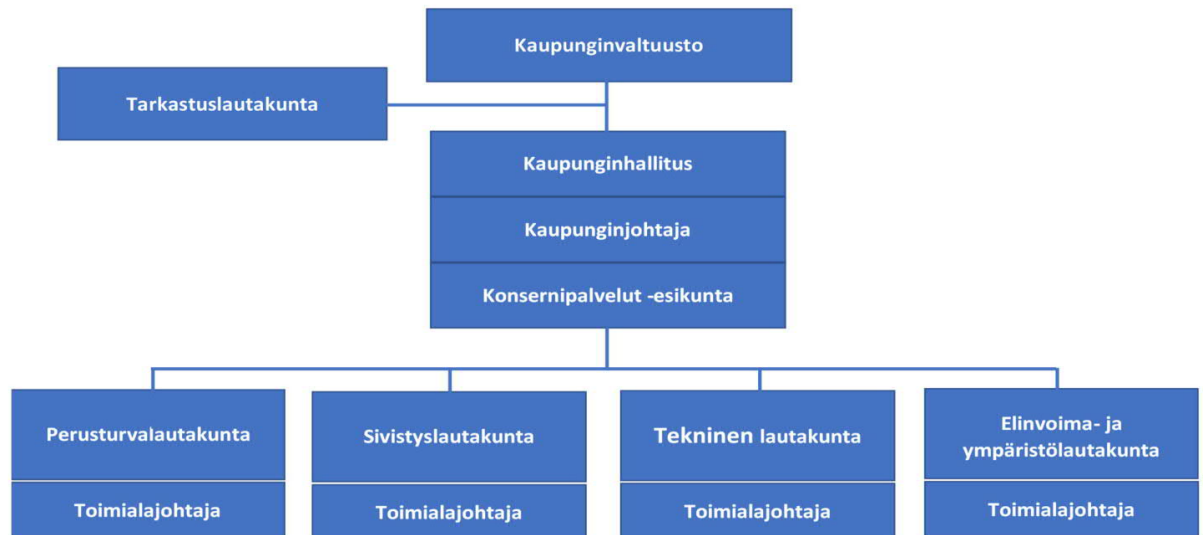 Kaupunginvaltuusto
Tarkastuslautakunta
Kaupunginhallitus
Kaupunginjohtaja
Konsernipalvelut -esikunta
Perusturvalautakunta
Sivistyslautakunta
Tekninen lautakunta
Elinvoima- ja
ympäristölautakunta
Toimialajohtaja
Toimialajohtaja
Toimialajohtaja
Toimialajohtaja